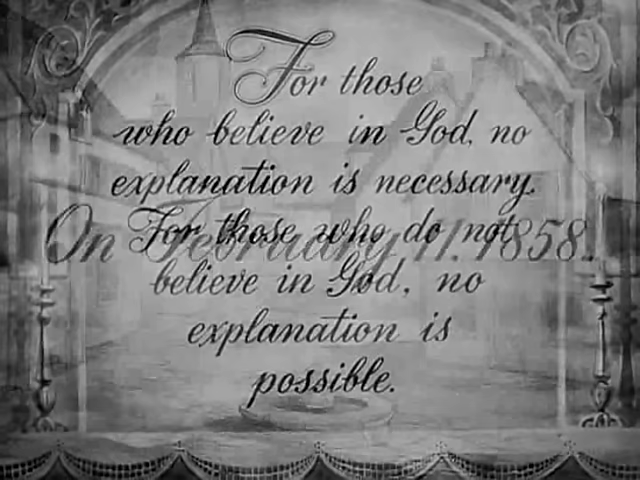 For those
who believe in God, no
explanation is necessary.
For those who do not
On February 11. 1858.
believe in God, no
explanation is
possible.